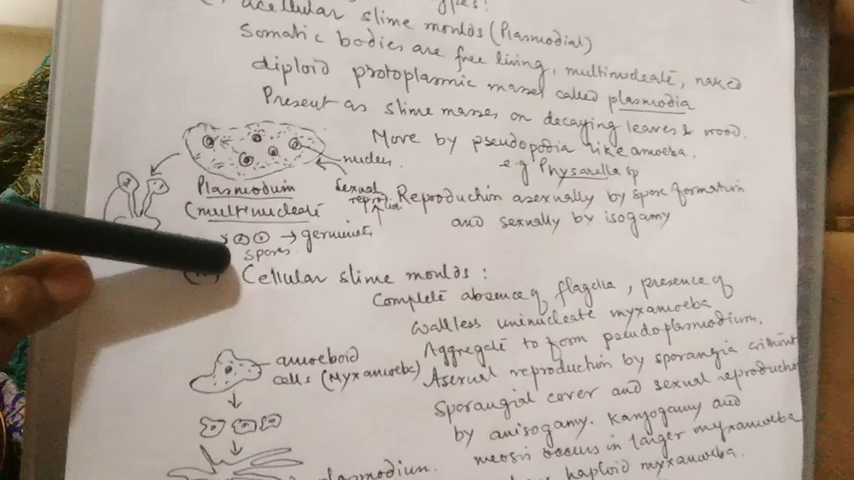 acellular slime moulds (Plasmodial)
Somatic bodies are free living, multinucleate, naked
diploid protoplasmic masses called plasmodia
Present as slime masses on decaying leaves & wood.
Move by pseudopodia like amoeba.
e.g Physarella sp
nucleus.
Plasmodium
(multinucleate
Sexual
repro
Reproduction asexually by spore formation
and sexually by isogamy
→ germinate
spores
Cellular slime moulds :
Complete absence of flagella, presence of
wallless uninucleate myxamoeba
Aggregate to form pseudoplasmodium.
Asexual reproduction by sporangia without
sporangial cover and sexual reproduction
by anisogamy. Karyogamy and
meosis occurs in larger myxamoeba
haploid myxamoeba.
amoeboid
cells (Myxamoeba)
plasmodium.